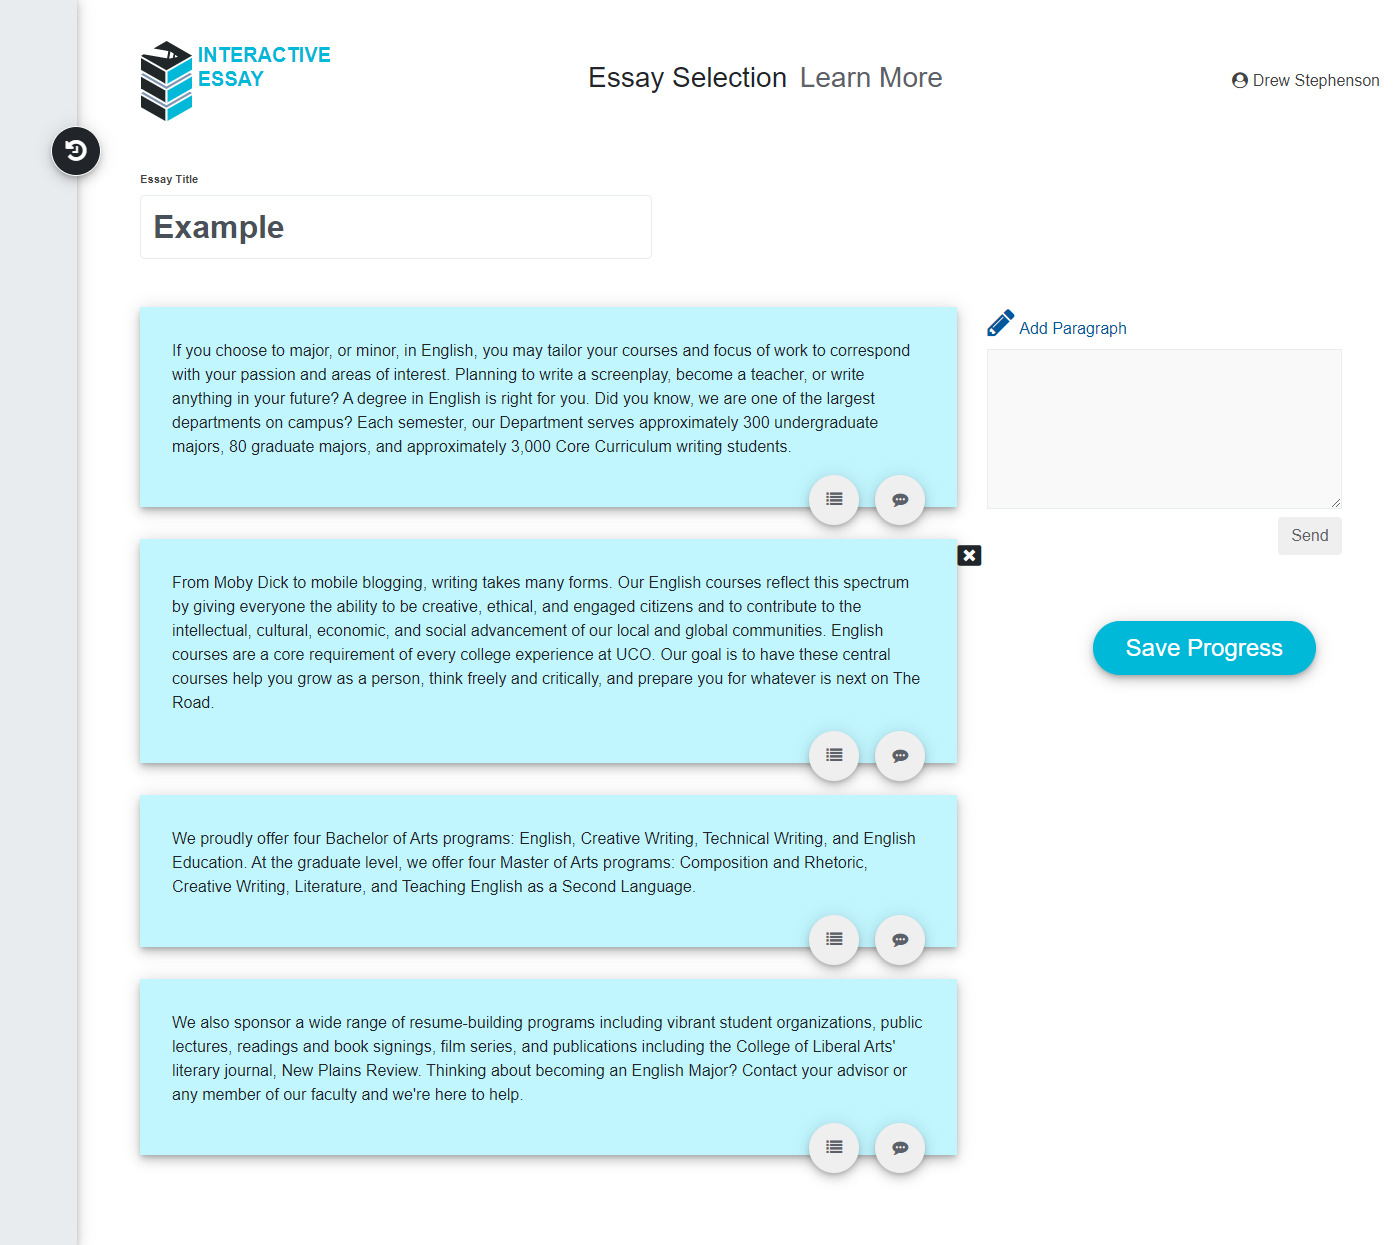 INTERACTIVE
ESSAY
Essay Selection Learn More
Drew Stephenson
Essay Title
Example
If you choose to major, or minor, in English, you may tailor your courses and focus of work to correspond
with your passion and areas of interest. Planning to write a screenplay, become a teacher, or write
anything in your future? A degree in English is right for you. Did you know, we are one of the largest
departments on campus? Each semester, our Department serves approximately 300 undergraduate
majors, 80 graduate majors, and approximately 3,000 Core Curriculum writing students.
Add Paragraph
Send
From Moby Dick to mobile blogging, writing takes many forms. Our English courses reflect this spectrum
by giving everyone the ability to be creative, ethical, and engaged citizens and to contribute to the
intellectual, cultural, economic, and social advancement of our local and global communities. English
courses are a core requirement of every college experience at UCO. Our goal is to have these central
courses help you grow as a person, think freely and critically, and prepare you for whatever is next on The
Road.
Save Progress
We proudly offer four Bachelor of Arts programs: English, Creative Writing, Technical Writing, and English
Education. At the graduate level, we offer four Master of Arts programs: Composition and Rhetoric,
Creative Writing, Literature, and Teaching English as a Second Language.
We also sponsor a wide range of resume-building programs including vibrant student organizations, public
lectures, readings and book signings, film series, and publications including the College of Liberal Arts'
literary journal, New Plains Review. Thinking about becoming an English Major? Contact your advisor or
any member of our faculty and we're here to help.